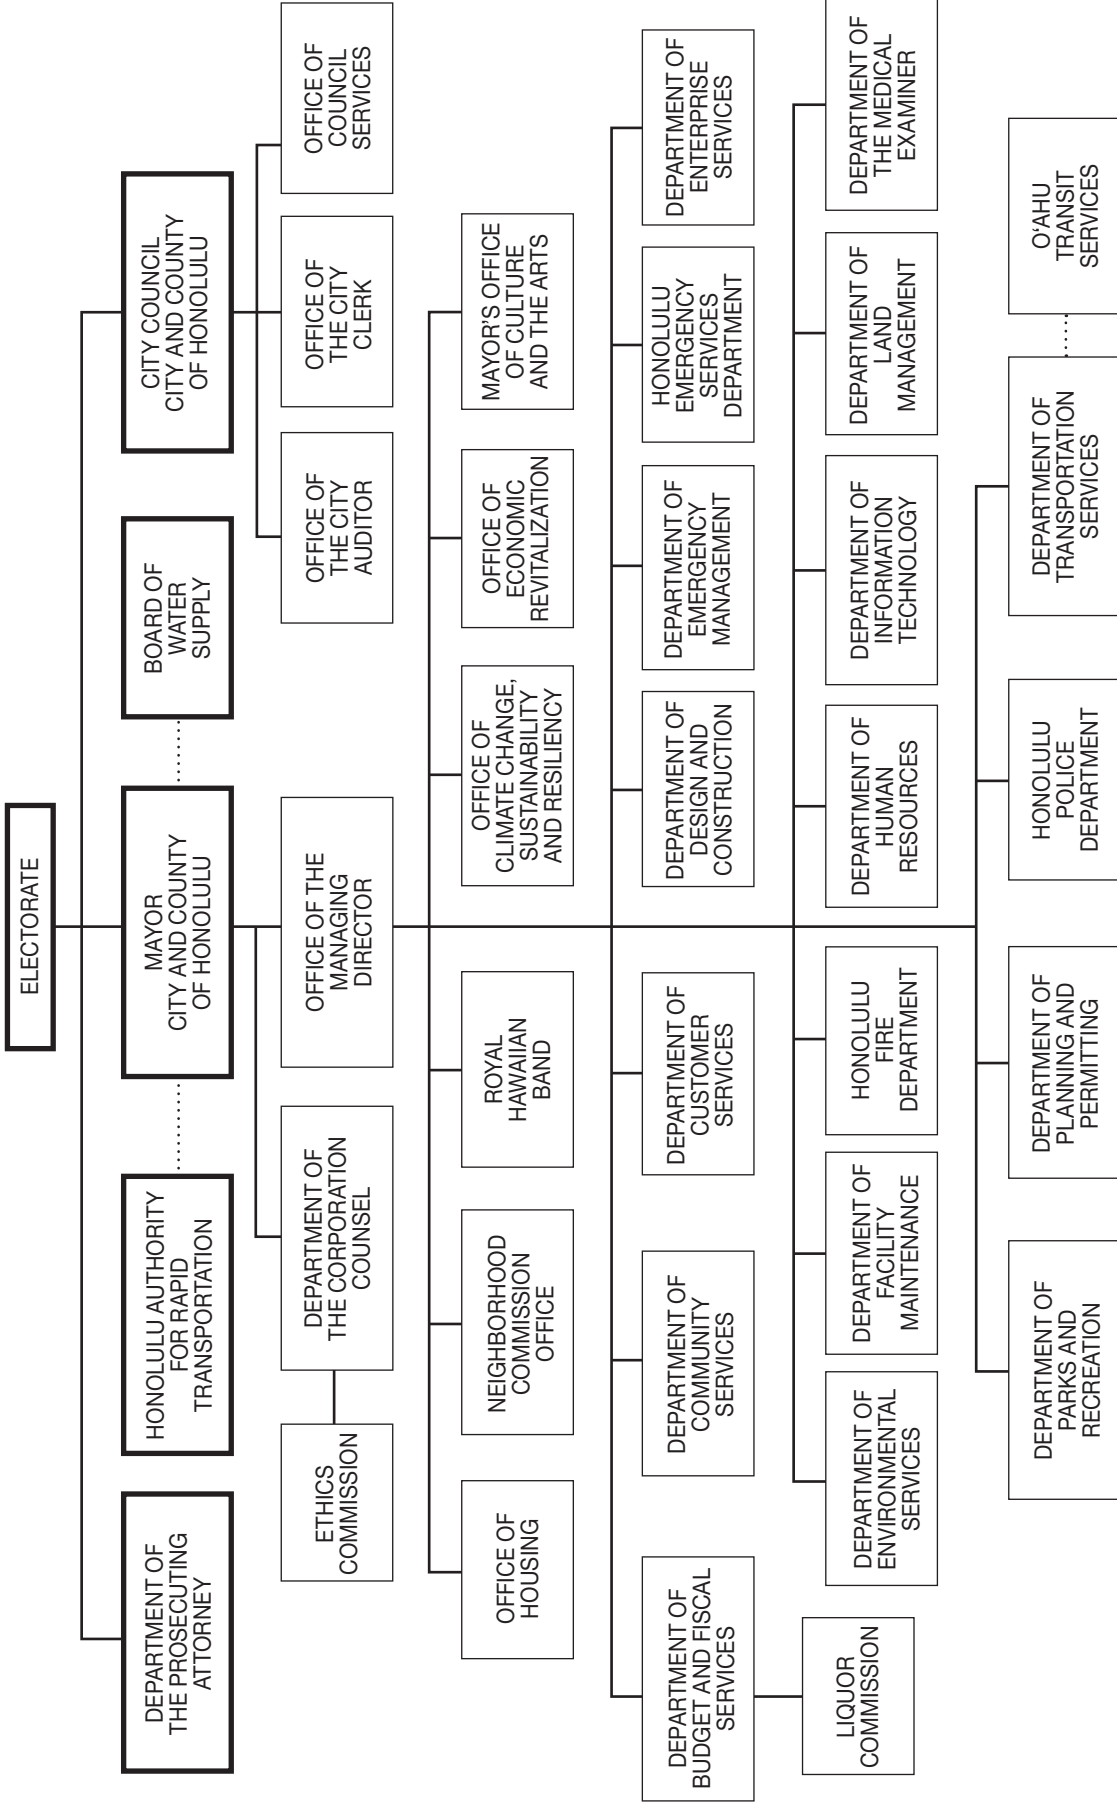 ELECTORATE
DEPARTMENT OF
THE PROSECUTING
ATTORNEY
HONOLULU AUTHORITY
FOR RAPID
TRANSPORTATION
MAYOR
CITY AND COUNTY
OF HONOLULU
BOARD OF
WATER
SUPPLY
CITY COUNCIL
CITY AND COUNTY
OF HONOLULU
ETHICS
COMMISSION
DEPARTMENT OF
THE CORPORATION
COUNSEL
OFFICE OF THE
MANAGING
DIRECTOR
OFFICE OF
THE CITY
AUDITOR
OFFICE OF
THE CITY
CLERK
OFFICE OF
COUNCIL
SERVICES
OFFICE OF
HOUSING
NEIGHBORHOOD
COMMISSION
OFFICE
ROYAL
HAWAIIAN
BAND
OFFICE OF
CLIMATE CHANGE,
SUSTAINABILITY
AND RESILIENCY
OFFICE OF
ECONOMIC
REVITALIZATION
MAYOR'S OFFICE
OF CULTURE
AND THE ARTS
DEPARTMENT OF
BUDGET AND FISCAL
SERVICES
DEPARTMENT OF
COMMUNITY
SERVICES
DEPARTMENT OF
CUSTOMER
SERVICES
DEPARTMENT OF
DESIGN AND
CONSTRUCTION
DEPARTMENT OF
EMERGENCY
MANAGEMENT
HONOLULU
EMERGENCY
SERVICES
DEPARTMENT
DEPARTMENT OF
ENTERPRISE
SERVICES
LIQUOR
COMMISSION
DEPARTMENT OF
ENVIRONMENTAL
SERVICES
DEPARTMENT OF
FACILITY
MAINTENANCE
HONOLULU
FIRE
DEPARTMENT
DEPARTMENT OF
HUMAN
RESOURCES
DEPARTMENT OF
INFORMATION
TECHNOLOGY
DEPARTMENT OF
LAND
MANAGEMENT
DEPARTMENT OF
THE MEDICAL
EXAMINER
DEPARTMENT OF
PARKS AND
RECREATION
DEPARTMENT OF
PLANNING AND
PERMITTING
HONOLULU
POLICE
DEPARTMENT
DEPARTMENT OF
TRANSPORTATION
SERVICES
O‘AHU
TRANSIT
SERVICES